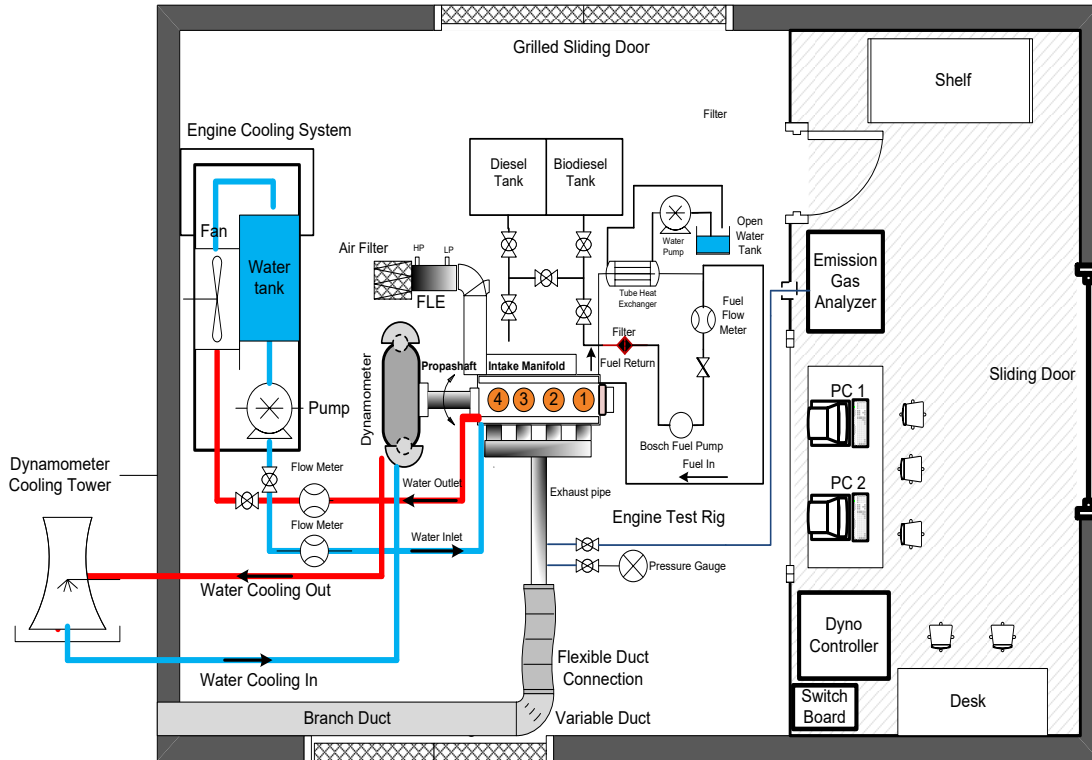 Grilled Sliding Door
Shelf
Filter
Engine Cooling System
Diesel
Tank
Biodiesel
Tank
Fan
Water
tank
Air Filter
HP
LP
FLE
Water
Pump
Open
Water
Tank
Tube Heat
Exchanger
Fuel
Flow
Meter
Emission
Gas
Analyzer
Filter
Fuel Return
Propashaft
Intake Manifold
Dynamometer
4
3
2
1
Sliding Door
PC 1
Pump
Bosch Fuel Pump
Fuel In
Dynamometer
Cooling Tower
Flow Meter
Water Outlet
Exhaust pipe
PC 2
Flow Meter
Water Inlet
Engine Test Rig
Pressure Gauge
Water Cooling Out
Dyno
Controller
Flexible Duct
Connection
Water Cooling In
Branch Duct
Variable Duct
Switch
Board
Desk